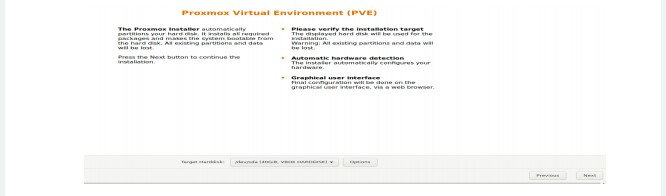 Proxmox Virtual Environment (PVE)
The Proxmox Installer automatically
partitions your hard disk. It installs all required
packages and makes the system bootable from
the hard disk. All existing partitions and data
will be lost.
Press the Next button to continue the
installation.
• Please verify the installation target
The displayed hard disk will be used for the
installation.
Warning: All existing partitions and data will
be lost.
• Automatic hardware detection
The installer automatically configures your
hardware.
• Graphical user interface
Final configuration will be done on the
graphical user interface, via a web browser.
Target Harddisk: /dev/sda (40GB, VBOX HARDDISK) Options
Previous Next